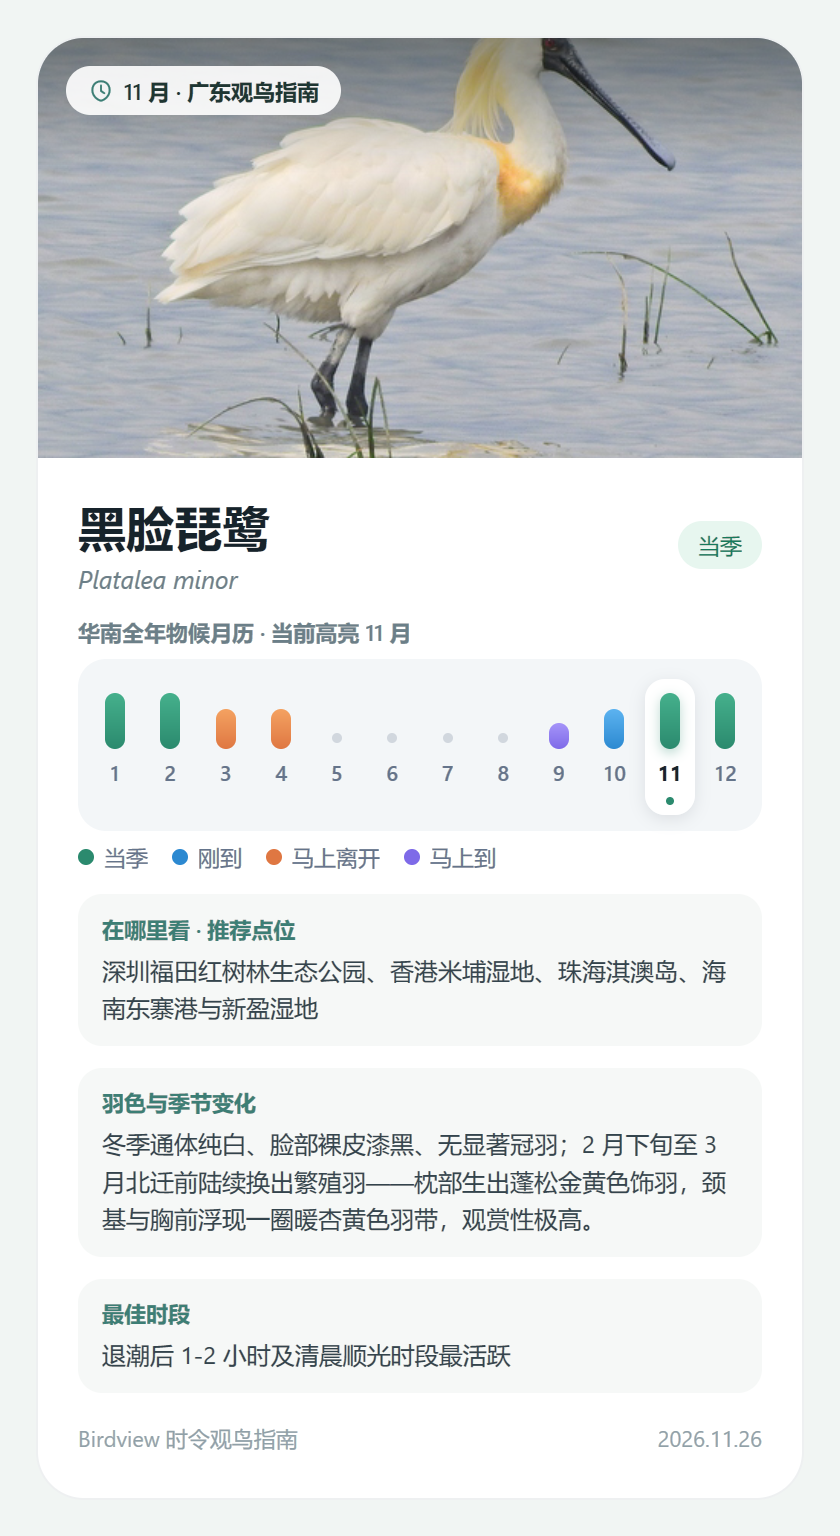 11 月 · 广东观鸟指南
黑脸琵鹭
Platalea minor
当季
华南全年物候月历 · 当前高亮 11 月
1 2 3 4 5 6 7 8 9 10 11 12
当季 刚到 马上离开 马上到
在哪里看 · 推荐点位
深圳福田红树林生态公园、香港米埔湿地、珠海淇澳岛、海
南东寨港与新盈湿地
羽色与季节变化
冬季通体纯白、脸部裸皮漆黑、无显著冠羽；2 月下旬至 3
月北迁前陆续换出繁殖羽——枕部生出蓬松金黄色饰羽，颈
基与胸前浮现一圈暖杏黄色羽带，观赏性极高。
最佳时段
退潮后 1-2 小时及清晨顺光时段最活跃
Birdview 时令观鸟指南
2026.11.26